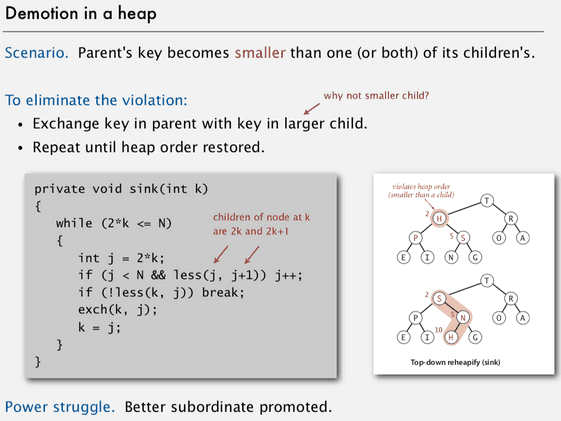 Demotion in a heap
Scenario. Parent's key becomes smaller than one (or both) of its children's.
why not smaller child?
To eliminate the violation:
• Exchange key in parent with key in larger child.
• Repeat until heap order restored.
private void sink(int k)
{
while (2*k <= N)
{
int j = 2*k;
if (j < N && less(j, j+1)) j++;
if (!less(k, j)) break;
exch(k, j);
k = j;
}
}
children of node at k
are 2k and 2k+1
violates heap order
(smaller than a child)
T
2 H R
P 5 S O A
E I N G
T
2 S R
P 5 N O A
E I 10 H G
Top-down reheapify (sink)
Power struggle. Better subordinate promoted.